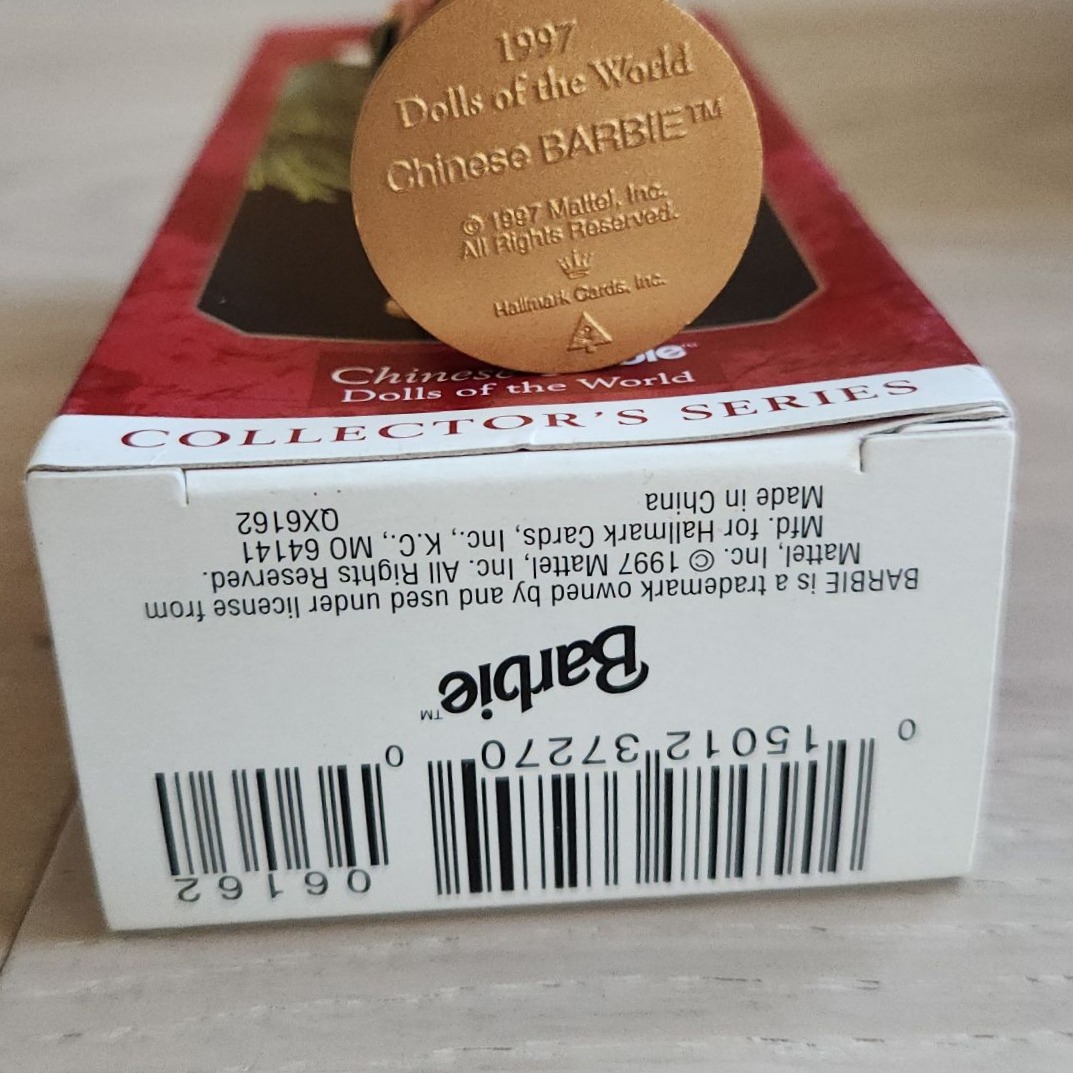 1997
Dolls of the World
Chinese BARBIE™
© 1997 Mattel, Inc.
All Rights Reserved.
Hallmark Cards, Inc.
2
Chinese
Dolls of the World
COLLECTOR'S SERIES
0 15012 37270 0
06162
Barbie™
BARBIE is a trademark owned by and used under license from
Mattel, Inc. © 1997 Mattel, Inc. All Rights Reserved.
Mfd. for Hallmark Cards, Inc., K.C., MO 64141
Made in China QX6162